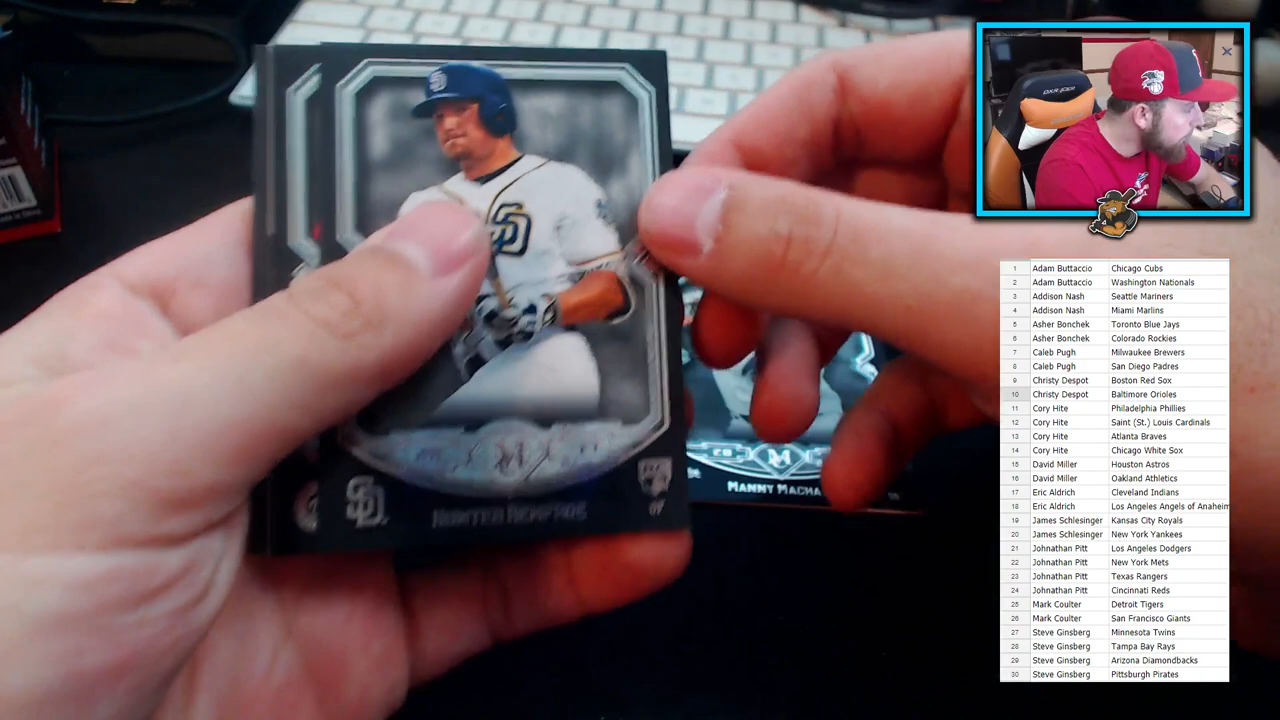 SD
SD
HUNTER RENFROE
SD
OF
20
M
MANNY MACHA
DXRACER
1 Adam Buttaccio Chicago Cubs
2 Adam Buttaccio Washington Nationals
3 Addison Nash Seattle Mariners
4 Addison Nash Miami Marlins
5 Asher Bonchek Toronto Blue Jays
6 Asher Bonchek Colorado Rockies
7 Caleb Pugh Milwaukee Brewers
8 Caleb Pugh San Diego Padres
9 Christy Despot Boston Red Sox
10 Christy Despot Baltimore Orioles
11 Cory Hite Philadelphia Phillies
12 Cory Hite Saint (St.) Louis Cardinals
13 Cory Hite Atlanta Braves
14 Cory Hite Chicago White Sox
15 David Miller Houston Astros
16 David Miller Oakland Athletics
17 Eric Aldrich Cleveland Indians
18 Eric Aldrich Los Angeles Angels of Anaheim
19 James Schlesinger Kansas City Royals
20 James Schlesinger New York Yankees
21 Johnathan Pitt Los Angeles Dodgers
22 Johnathan Pitt New York Mets
23 Johnathan Pitt Texas Rangers
24 Johnathan Pitt Cincinnati Reds
25 Mark Coulter Detroit Tigers
26 Mark Coulter San Francisco Giants
27 Steve Ginsberg Minnesota Twins
28 Steve Ginsberg Tampa Bay Rays
29 Steve Ginsberg Arizona Diamondbacks
30 Steve Ginsberg Pittsburgh Pirates